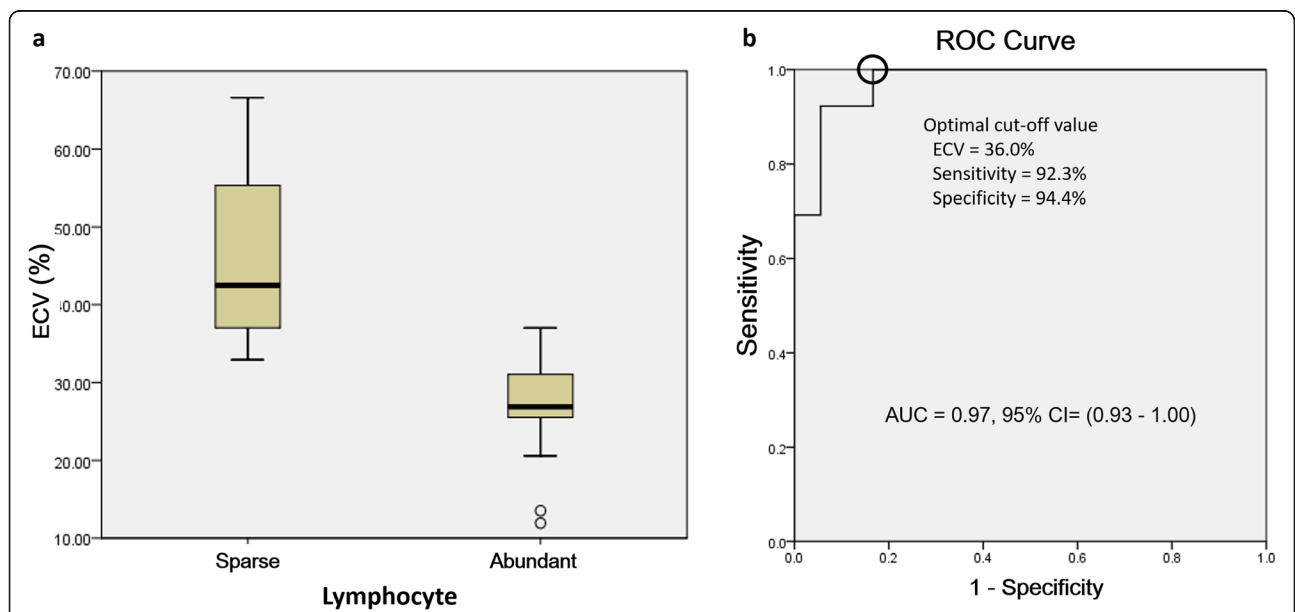 a
70.00
60.00
50.00
40.00
30.00
20.00
10.00
ECV (%)
Sparse
Abundant
Lymphocyte
b
ROC Curve
1.0
0.8
0.6
0.4
0.2
0.0
Sensitivity
Optimal cut-off value
ECV = 36.0%
Sensitivity = 92.3%
Specificity = 94.4%
AUC = 0.97, 95% CI= (0.93 - 1.00)
0.0 0.2 0.4 0.6 0.8 1.0
1 - Specificity